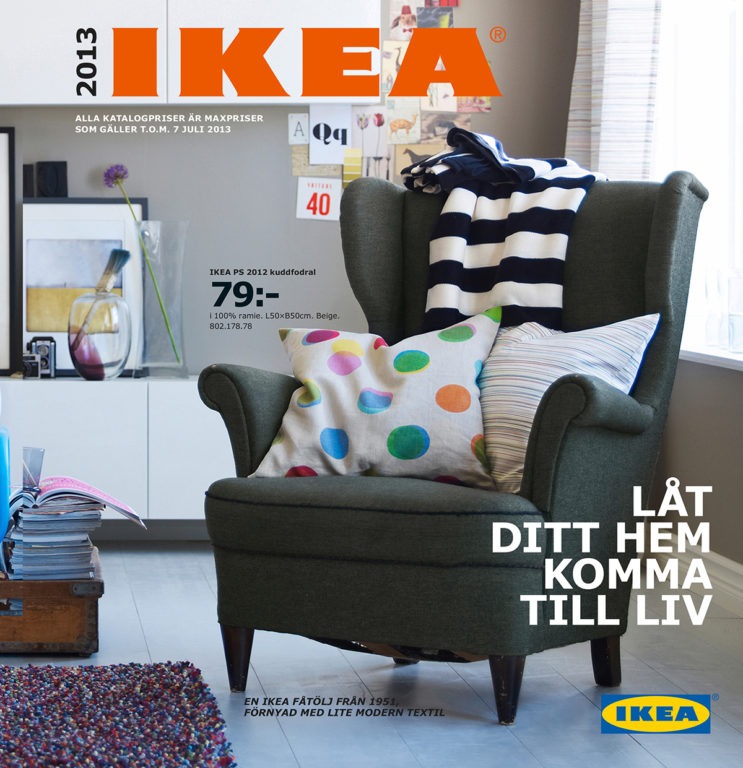 2013
IKEA®
ALLA KATALOGPRISER ÄR MAXPRISER
SOM GÄLLER T.O.M. 7 JULI 2013
A
Qq
40
IKEA PS 2012 kuddfodral
79:-
i 100% ramie. L50×B50cm. Beige.
802.178.78
LÅT
DITT HEM
KOMMA
TILL LIV
EN IKEA FÅTÖLJ FRÅN 1951,
FÖRNYAD MED LITE MODERN TEXTIL
IKEA®